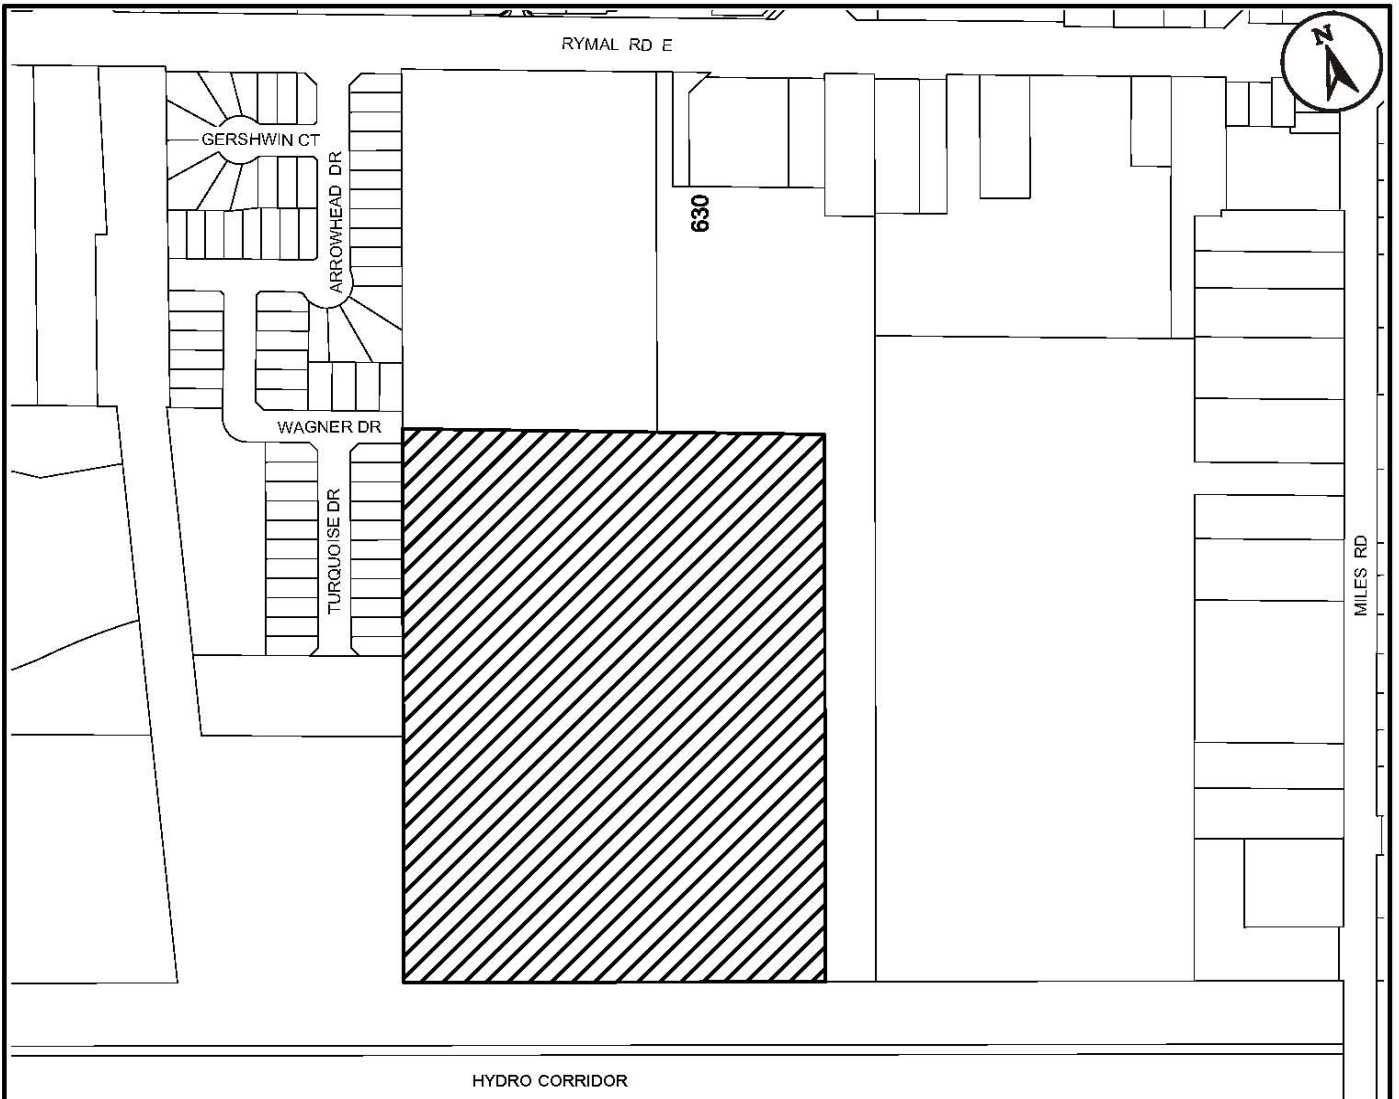 RYMAL RD E
N
GERSHWIN CT
ARROWHEAD DR
630
WAGNER DR
TURQUOISE DR
MILES RD
HYDRO CORRIDOR